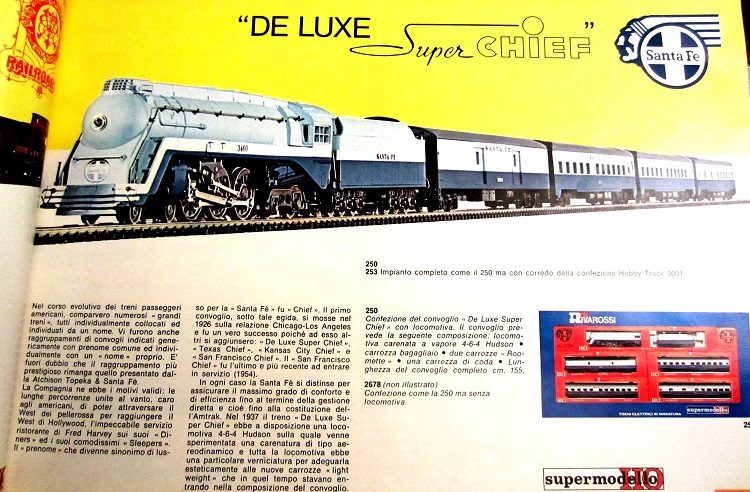 "DE LUXE Super CHIEF"
Santa Fe
RAILROAD
3460
SANTA FE
SANTA FE
Santa Fe
250
253 Impianto completo come il 250 ma con corredo della confezione Hobby Track 3001
Nel corso evolutivo dei treni passeggeri
americani, comparvero numerosi « grandi
treni », tutti individualmente collocati ed
individuati da un nome. Vi furono anche
raggruppamenti di convogli indicati gene-
ricamente con prenome comune ed indivi-
dualmente con un « nome » proprio. E'
fuori dubbio che il raggruppamento più
prestigioso rimanga quello presentato dal-
la Atchison Topeka & Santa Fè.
La Compagnia ne ebbe i motivi validi: le
lunghe percorrenze unite al vanto, caro
agli americani, di poter attraversare il
West dei pellerossa per raggiungere il
West di Hollywood, l'impeccabile servizio
ristorante di Fred Harvey sui suoi « Di-
ners » ed i suoi comodissimi « Sleepers ».
Il « prenome » che divenne sinonimo di lus-
so per la « Santa Fè » fu « Chief ». Il primo
convoglio, sotto tale egida, si mosse nel
1926 sulla relazione Chicago-Los Angeles
e fu un vero successo poichè ad esso al-
tri si aggiunsero: « De Luxe Super Chief »,
« Texas Chief », « Kansas City Chief » e
« San Francisco Chief ». Il « San Francisco
Chief » fu l'ultimo e più recente ad entrare
in servizio (1954).
In ogni caso la Santa Fè si distinse per
assicurare il massimo grado di confort e
di efficienza fino al termine della gestione
diretta e cioè fino alla costituzione del-
l'Amtrak. Nel 1937 il treno « De Luxe Su-
per Chief » ebbe a disposizione una loco-
motiva 4-6-4 Hudson sulla quale venne
sperimentata una carenatura di tipo ae-
rodinamico e tutta la locomotiva ebbe
una particolare verniciatura per adeguarla
esteticamente alle nuove carrozze « light
weight » che in quel tempo stavano en-
trando nella composizione del convoglio.
250
Confezione del convoglio « De Luxe Super
Chief » con locomotiva. Il convoglio pre-
vede la seguente composizione: locomo-
tiva carenata a vapore 4-6-4 Hudson •
carrozza bagagliaio • due carrozze « Roo-
mette » • una carrozza di coda • Lun-
ghezza del convoglio completo cm. 155.
2678 (non illustrato)
Confezione come la 250 ma senza
locomotiva.
RIVAROSSI
HO
HO
HO
HO
TRENI ELETTRICI IN MINIATURA
supermodello
25
supermodello HO